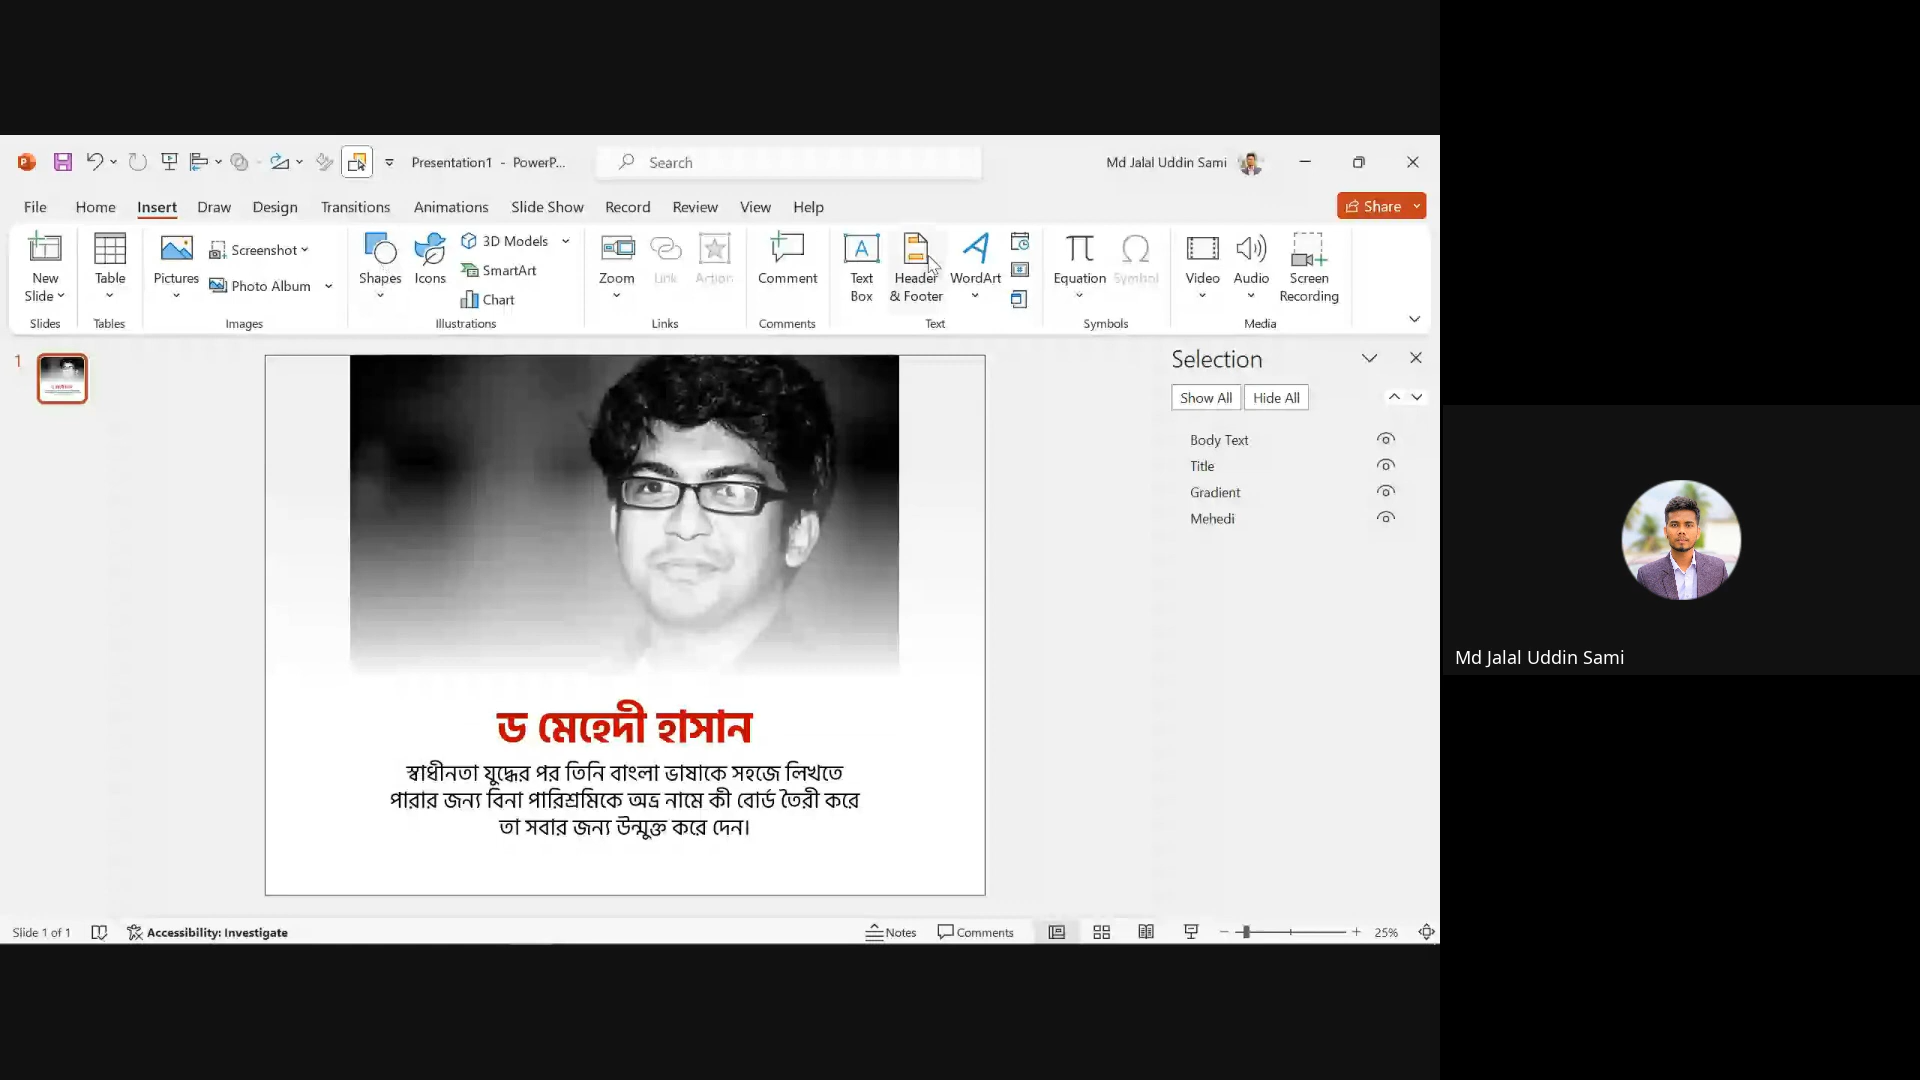 Presentation1 - PowerP...
Search
Md Jalal Uddin Sami
File Home Insert Draw Design Transitions Animations Slide Show Record Review View Help
Share
New Slide
Table
Pictures
Screenshot
Photo Album
Shapes
Icons
3D Models
SmartArt
Chart
Zoom
Link
Action
Comment
Text Box
Header & Footer
WordArt
Equation
Symbol
Video
Audio
Screen Recording
Slides Tables Images Illustrations Links Comments Text Symbols Media
1
ড মেহেদী হাসান
স্বাধীনতা যুদ্ধের পর তিনি বাংলা ভাষাকে সহজে লিখতে
পারার জন্য বিনা পারিশ্রমিকে অভ্র নামে কী বোর্ড তৈরী করে
তা সবার জন্য উন্মুক্ত করে দেন।
Selection
Show All Hide All
Body Text
Title
Gradient
Mehedi
Md Jalal Uddin Sami
Slide 1 of 1
Accessibility: Investigate
Notes
Comments
25%